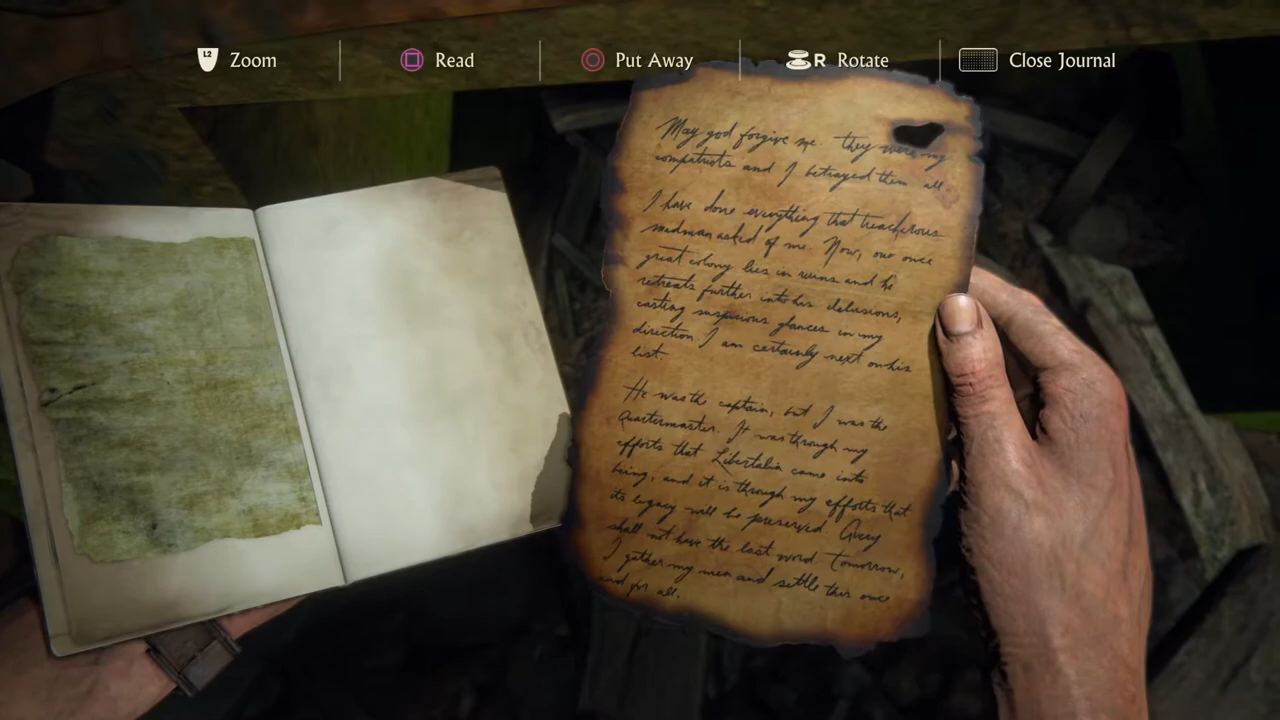 L2 Zoom
Read
Put Away
R Rotate
Close Journal
May god forgive me. They were my
compatriots and I betrayed them all.
I have done everything that treacherous
madman asked of me. Now, our once
great colony lies in ruins and he
retreats further into his delusions,
casting suspicious glances in my
direction. I am certainly next on his
list.
He was the captain, but I was the
Quartermaster. It was through my
efforts that Libertalia came into
being, and it is through my efforts that
its legacy will be preserved. Avery
shall not have the last word. Tomorrow,
I gather my men and settle this once
and for all.